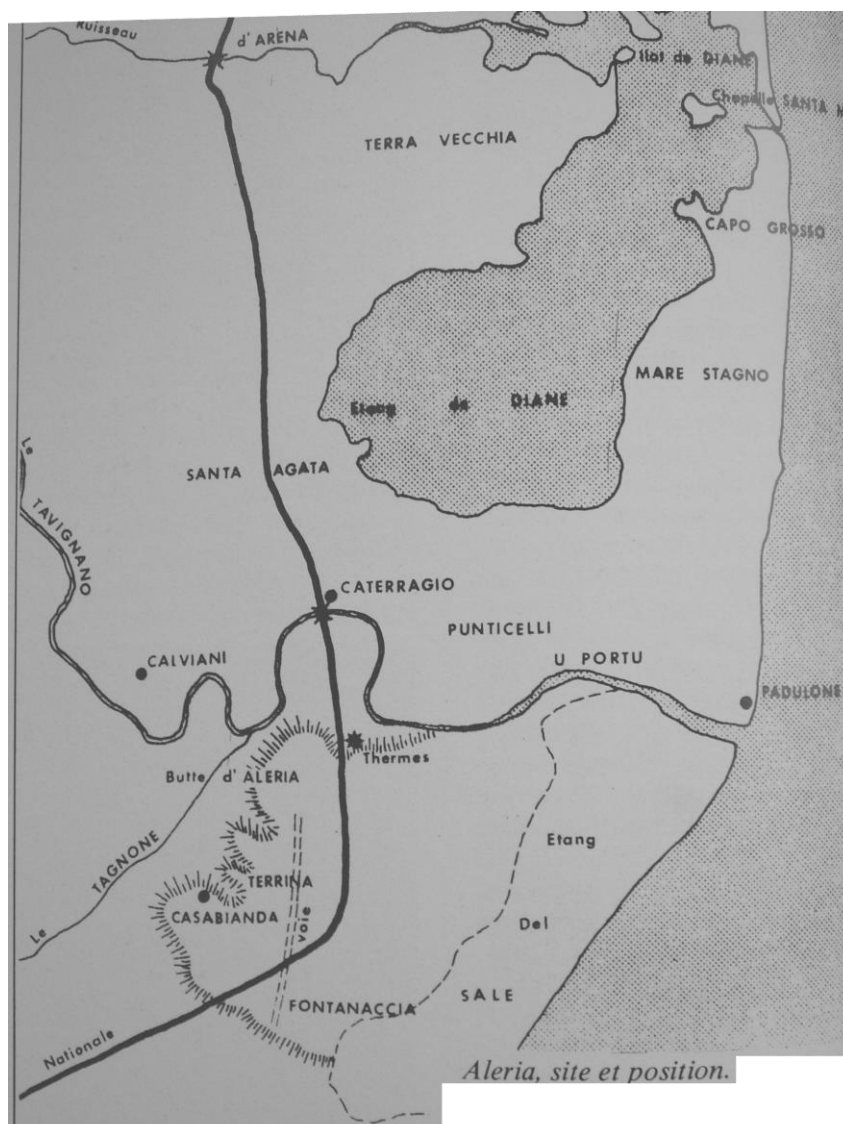 Ruisseau d'ARENA
Ilot de DIANE
Chapelle SANTA
TERRA VECCHIA
CAPO GROSSO
MARE STAGNO
Etang de DIANE
SANTA AGATA
Le TAVIGNANO
CATERRAGIO
PUNTICELLI
U PORTU
CALVIANI
PADULONE
Thermes
Butte d'ALERIA
Etang
Del
SALE
Le TAGNONE
TERRINA
CASABIANDA
voie
FONTANACCIA
Nationale
Aleria, site et position.